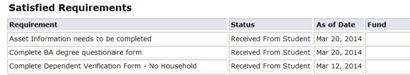 Satisfied Requirements
Requirement Status As of Date Fund
Asset Information needs to be completed Received From Student Mar 20, 2014
Complete BA degree questionaire form Received From Student Mar 20, 2014
Complete Dependent Verification Form - No Household Received From Student Mar 12, 2014